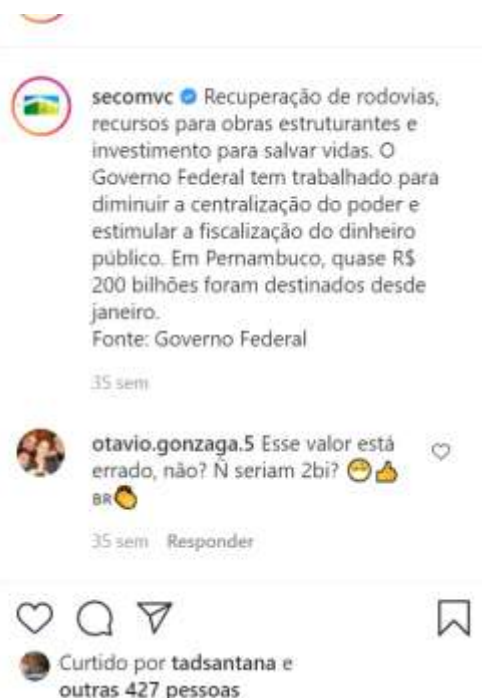 secomvc Recuperação de rodovias,
recursos para obras estruturantes e
investimento para salvar vidas. O
Governo Federal tem trabalhado para
diminuir a centralização do poder e
estimular a fiscalização do dinheiro
público. Em Pernambuco, quase R$
200 bilhões foram destinados desde
janeiro.
Fonte: Governo Federal
35 sem
otavio.gonzaga.5 Esse valor está
errado, não? Ñ seriam 2bi? 😁👍
BR👏
35 sem Responder
Curtido por tadsantana e
outras 427 pessoas